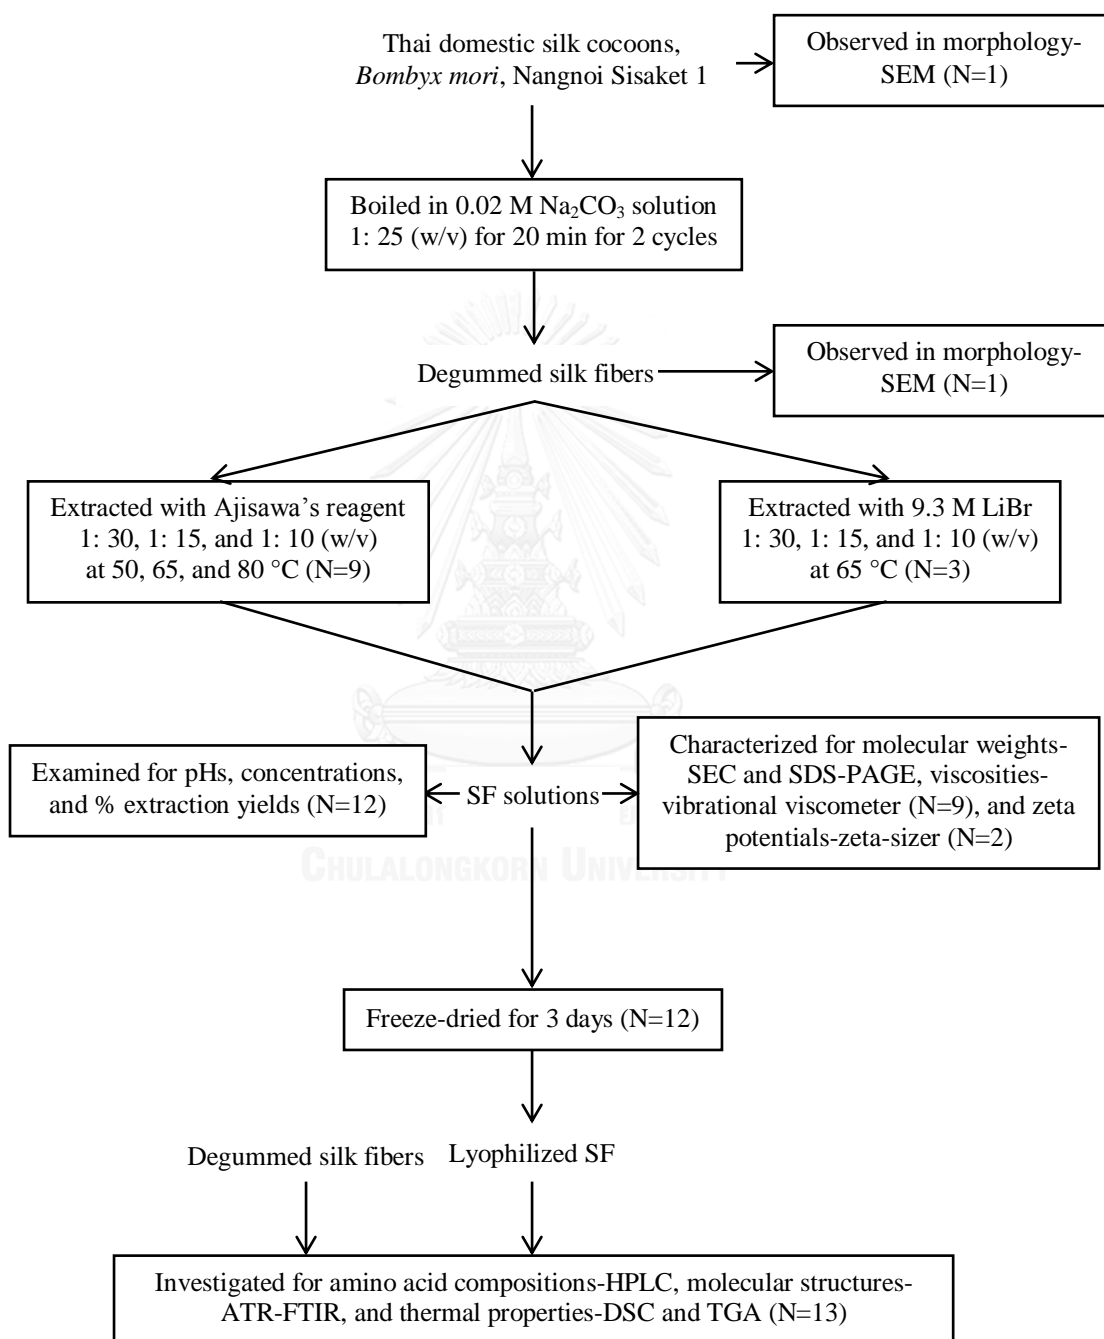 Thai domestic silk cocoons,
Bombyx mori, Nangnoi Sisaket 1
Observed in morphology-
SEM (N=1)
Boiled in 0.02 M Na₂CO₃ solution
1: 25 (w/v) for 20 min for 2 cycles
Degummed silk fibers
Observed in morphology-
SEM (N=1)
Extracted with Ajisawa's reagent
1: 30, 1: 15, and 1: 10 (w/v)
at 50, 65, and 80 °C (N=9)
Extracted with 9.3 M LiBr
1: 30, 1: 15, and 1: 10 (w/v)
at 65 °C (N=3)
Examined for pHs, concentrations,
and % extraction yields (N=12)
SF solutions
Characterized for molecular weights-
SEC and SDS-PAGE, viscosities-
vibrational viscometer (N=9), and zeta
potentials-zeta-sizer (N=2)
CHULALONGKORN UNIVERSITY
Freeze-dried for 3 days (N=12)
Degummed silk fibers
Lyophilized SF
Investigated for amino acid compositions-HPLC, molecular structures-
ATR-FTIR, and thermal properties-DSC and TGA (N=13)